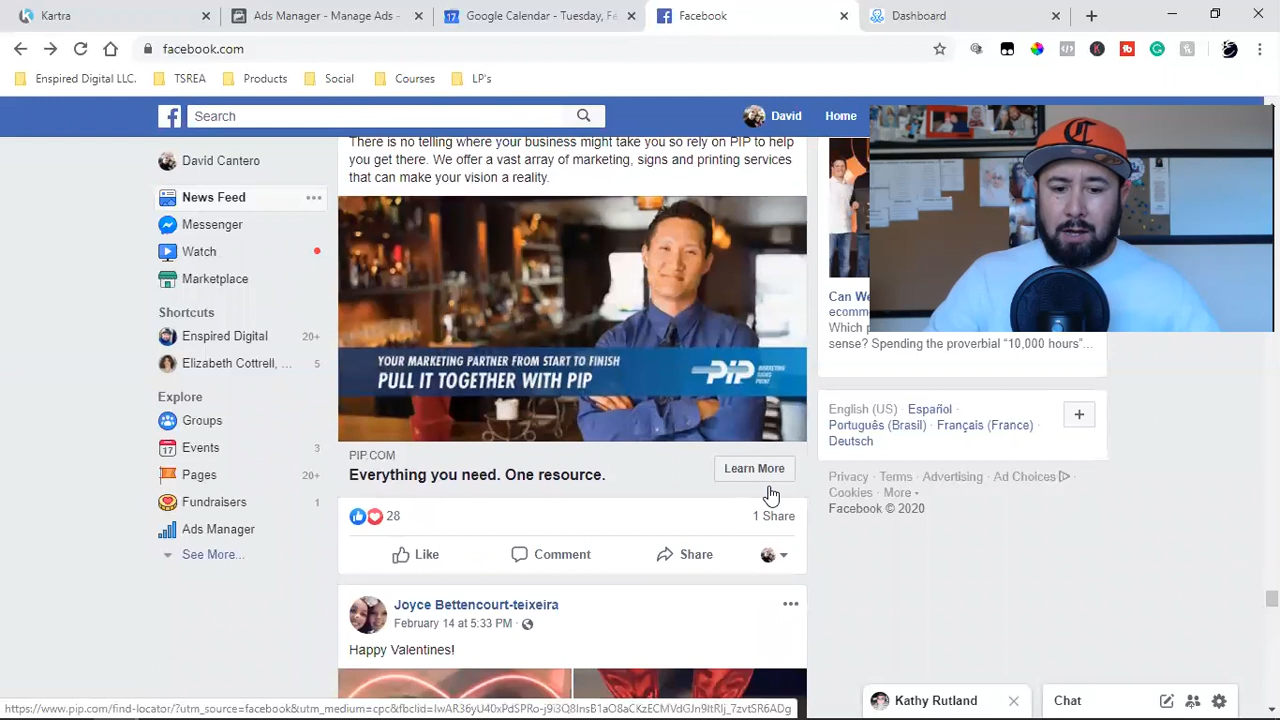 Kartra
Ads Manager - Manage Ads -
Google Calendar - Tuesday, Fe
Facebook
Dashboard
facebook.com
Enspired Digital LLC.
TSREA
Products
Social
Courses
LP's
Search
David
Home
David Cantero
News Feed
Messenger
Watch
Marketplace
Shortcuts
Enspired Digital 20+
Elizabeth Cottrell, ... 5
Explore
Groups
Events 3
Pages 20+
Fundraisers 1
Ads Manager
See More...
There is no telling where your business might take you so rely on PIP to help
you get there. We offer a vast array of marketing, signs and printing services
that can make your vision a reality.
YOUR MARKETING PARTNER FROM START TO FINISH
PULL IT TOGETHER WITH PIP
PIP MARKETING
SIGNS
PRINT
PIP.COM
Everything you need. One resource.
Learn More
28
1 Share
Like
Comment
Share
Joyce Bettencourt-teixeira
February 14 at 5:33 PM
Happy Valentines!
Can We
ecomm
Which p
sense? Spending the proverbial “10,000 hours”...
English (US) · Español ·
Português (Brasil) · Français (France) ·
Deutsch
Privacy · Terms · Advertising · Ad Choices
Cookies · More
Facebook © 2020
Kathy Rutland
Chat